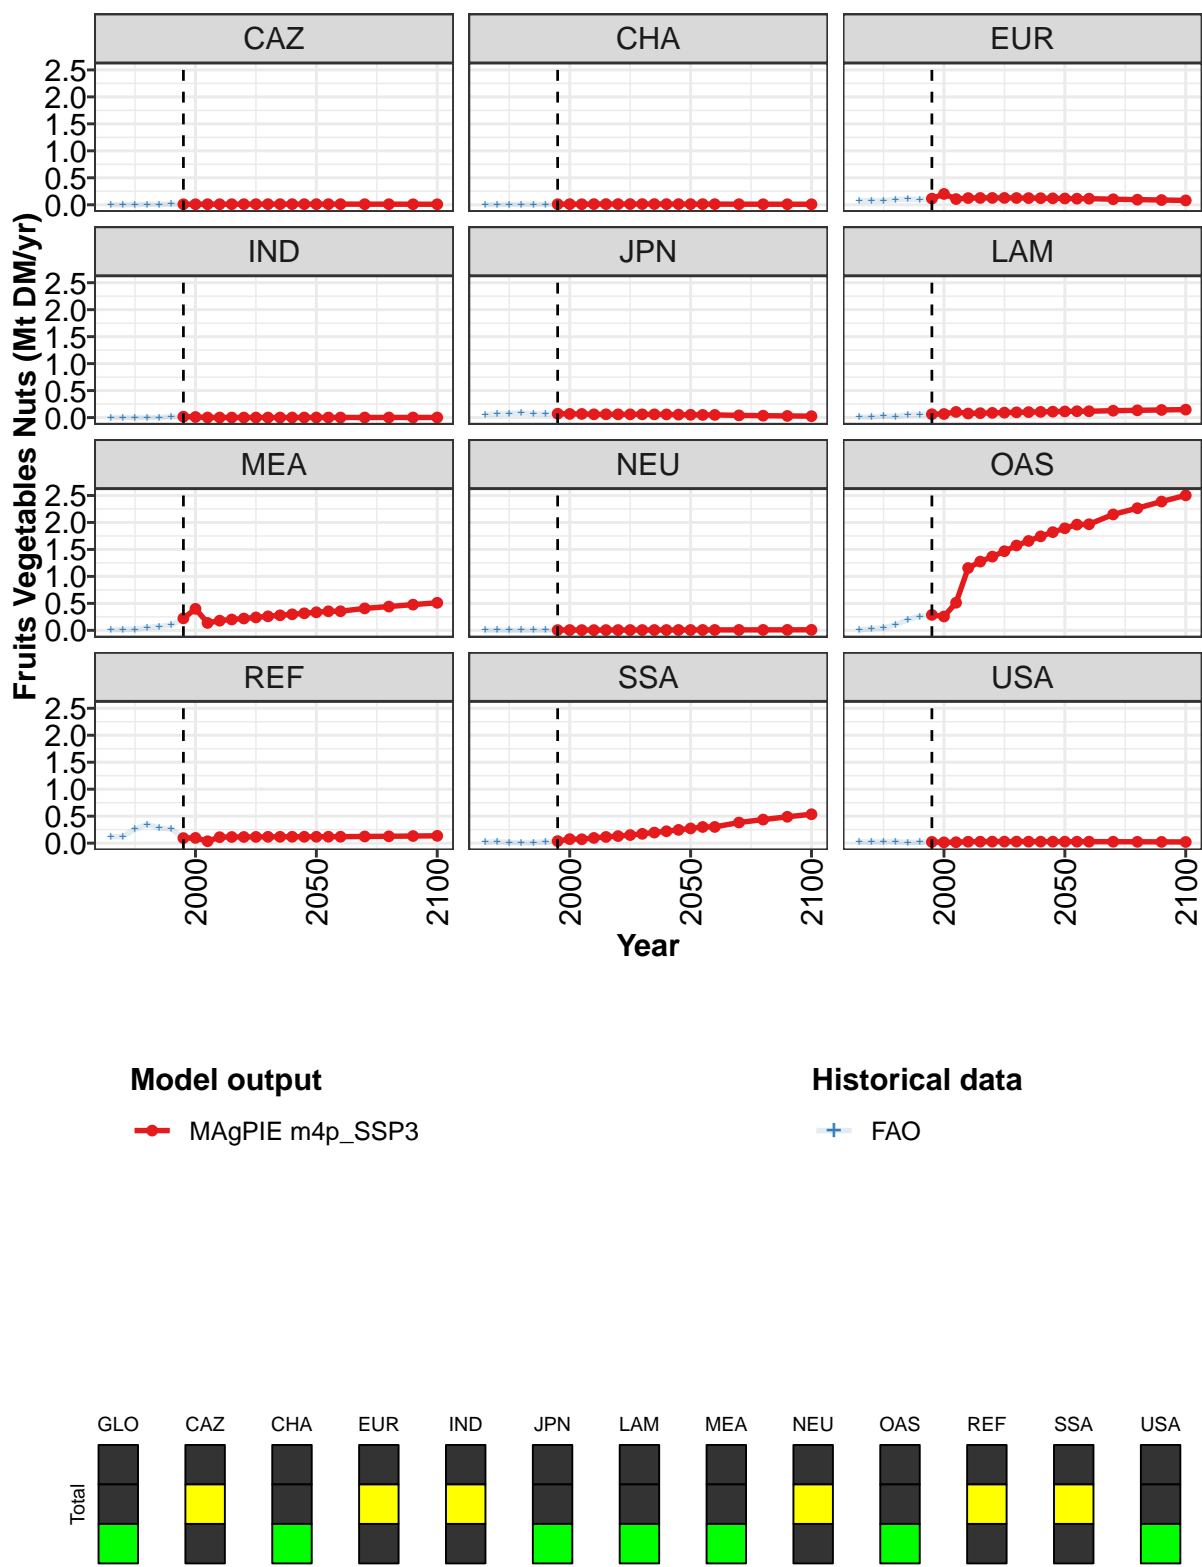 CAZ CHA EUR
2.5
2.0
1.5
1.0
0.5
0.0
IND JPN LAM
2.5
2.0
1.5
1.0
0.5
0.0
Fruits Vegetables Nuts (Mt DM/yr)
MEA NEU OAS
2.5
2.0
1.5
1.0
0.5
0.0
REF SSA USA
2.5
2.0
1.5
1.0
0.5
0.0
2000 2050 2100 2000 2050 2100 2000 2050 2100
Year
Model output Historical data
MAgPIE m4p_SSP3 FAO
GLO CAZ CHA EUR IND JPN LAM MEA NEU OAS REF SSA USA
Total